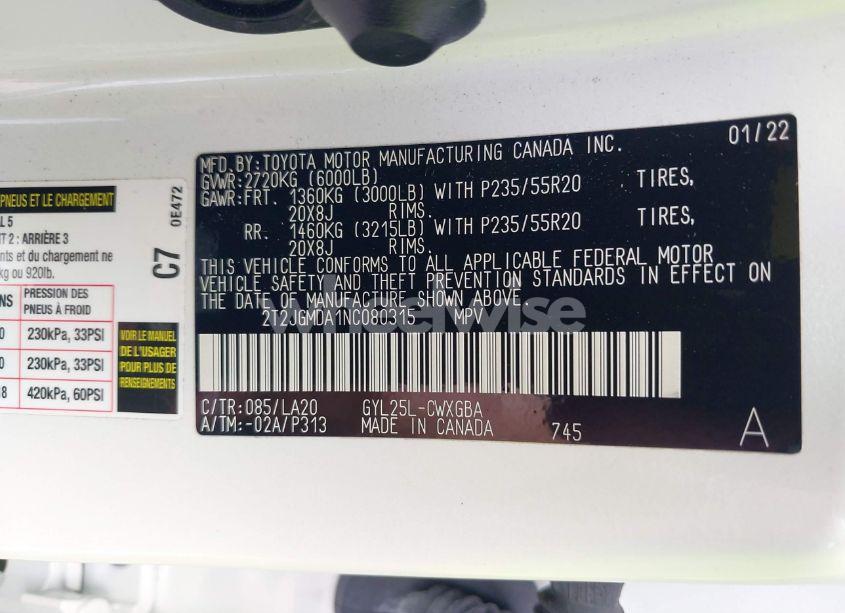 PNEUS ET LE CHARGEMENT
L 5
T 2 : ARRIÈRE 3
nts et du chargement ne
kg ou 920lb.
NS PRESSION DES PNEUS À FROID
0 230kPa, 33PSI
0 230kPa, 33PSI
18 420kPa, 60PSI
VOIR LE MANUEL
DE L'USAGER
POUR PLUS DE
RENSEIGNEMENTS
C7 0E472
MFD.BY:TOYOTA MOTOR MANUFACTURING CANADA INC. 01/22
GVWR:2720KG (6000LB)
GAWR:FRT. 1360KG (3000LB) WITH P235/55R20 TIRES,
20X8J RIMS.
RR. 1460KG (3215LB) WITH P235/55R20 TIRES,
20X8J RIMS.
THIS VEHICLE CONFORMS TO ALL APPLICABLE FEDERAL MOTOR
VEHICLE SAFETY AND THEFT PREVENTION STANDARDS IN EFFECT ON
THE DATE OF MANUFACTURE SHOWN ABOVE.
2T2JGMDA1NC080315 MPV
C/TR:085/LA20 GYL25L-CWXGBA
A/TM:-02A/P313 MADE IN CANADA 745 A